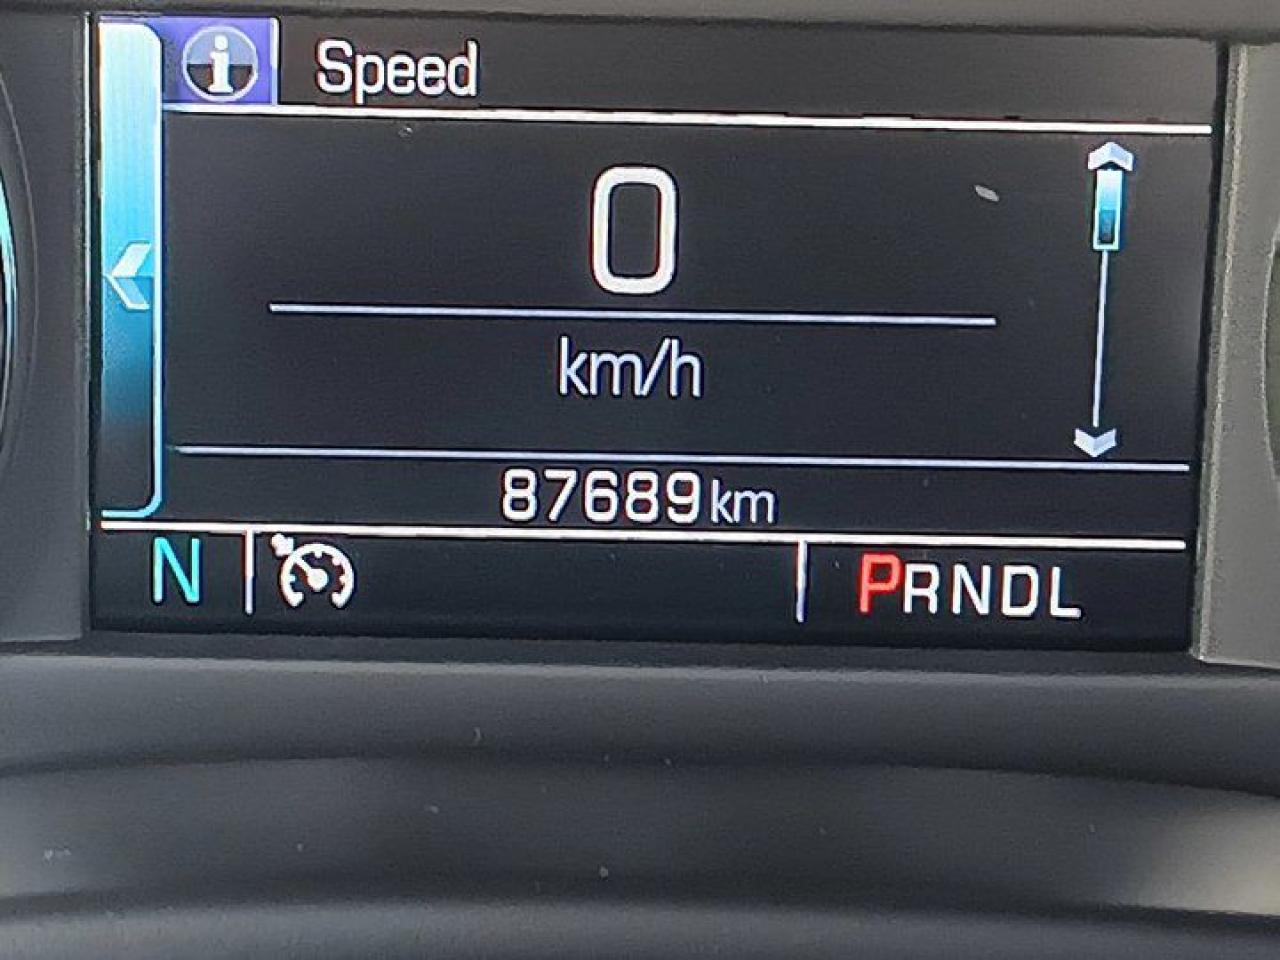 i Speed
0
km/h
87689 km
N PRNDL